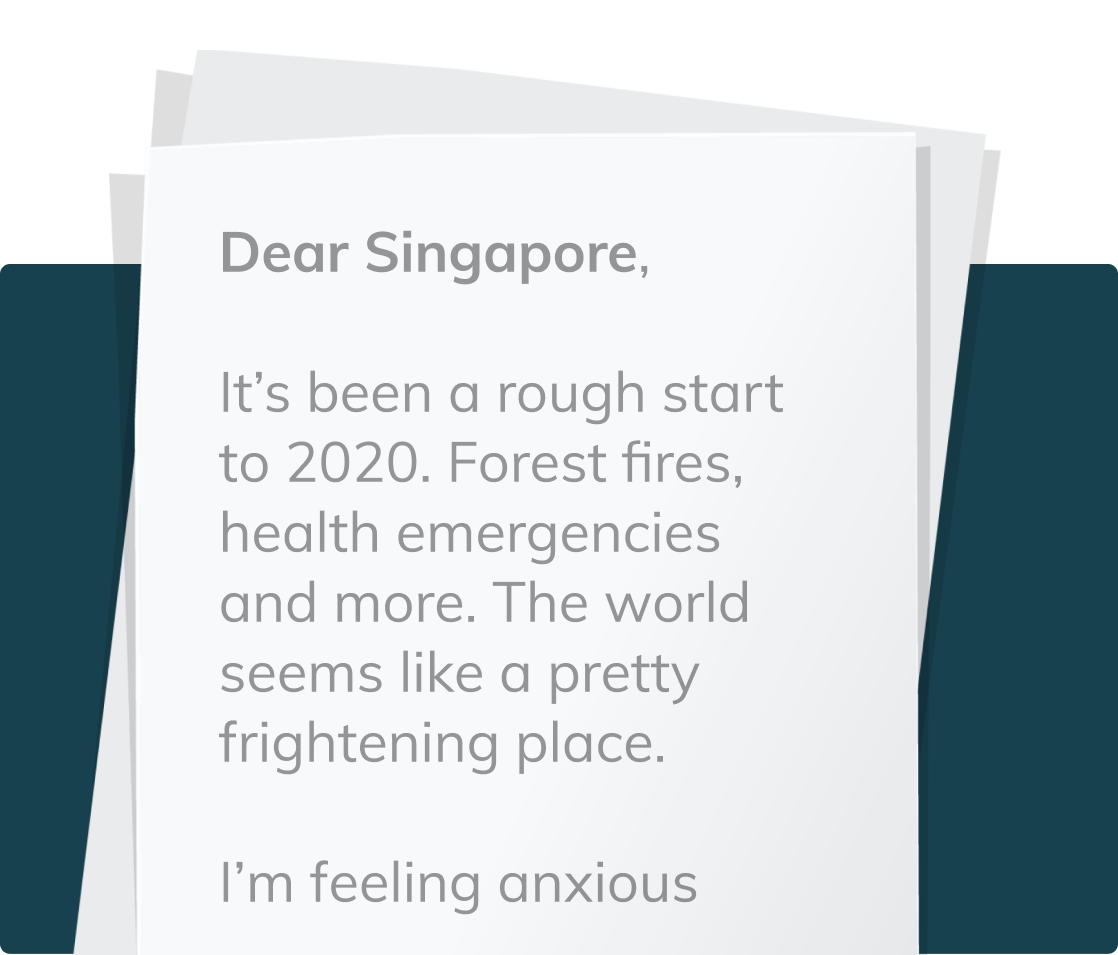 Dear Singapore,
It’s been a rough start
to 2020. Forest fires,
health emergencies
and more. The world
seems like a pretty
frightening place.
I’m feeling anxious